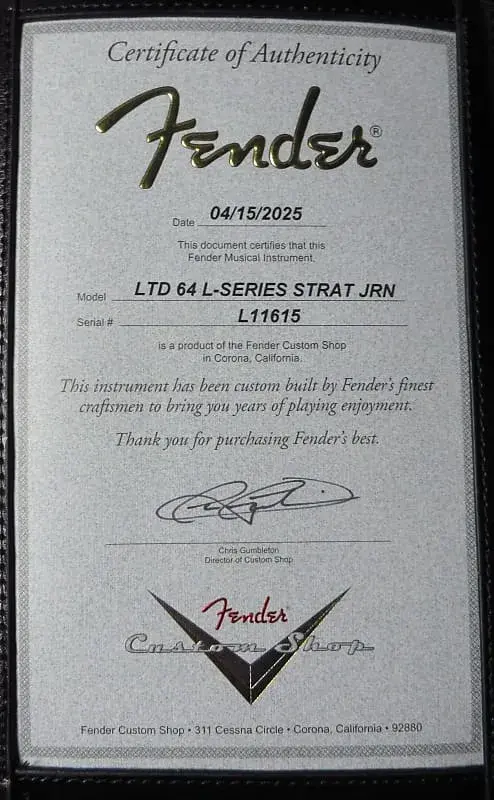 Certificate of Authenticity
Fender®
Date 04/15/2025
This document certifies that this
Fender Musical Instrument,
Model LTD 64 L-SERIES STRAT JRN
Serial # L11615
is a product of the Fender Custom Shop
in Corona, California.
This instrument has been custom built by Fender's finest
craftsmen to bring you years of playing enjoyment.
Thank you for purchasing Fender's best.
Chris Gumbleton
Director of Custom Shop
Fender
Custom Shop
Fender Custom Shop • 311 Cessna Circle • Corona, California • 92880